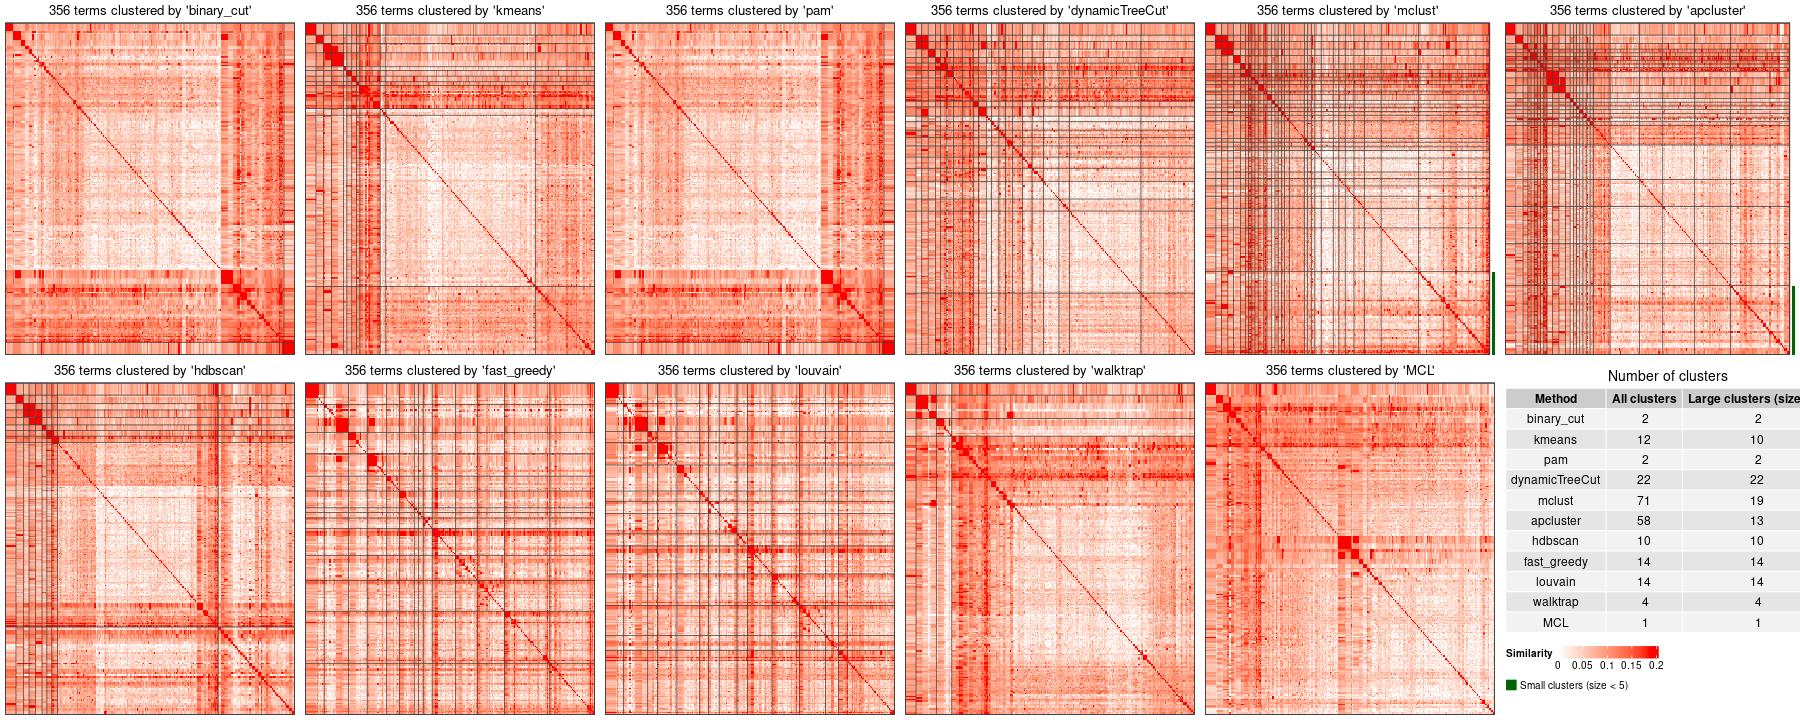 356 terms clustered by 'binary_cut'
356 terms clustered by 'kmeans'
356 terms clustered by 'pam'
356 terms clustered by 'dynamicTreeCut'
356 terms clustered by 'mclust'
356 terms clustered by 'apcluster'
356 terms clustered by 'hdbscan'
356 terms clustered by 'fast_greedy'
356 terms clustered by 'louvain'
356 terms clustered by 'walktrap'
356 terms clustered by 'MCL'
Number of clusters
Method All clusters Large clusters (size
binary_cut 2 2
kmeans 12 10
pam 2 2
dynamicTreeCut 22 22
mclust 71 19
apcluster 58 13
hdbscan 10 10
fast_greedy 14 14
louvain 14 14
walktrap 4 4
MCL 1 1
Similarity
0 0.05 0.1 0.15 0.2
Small clusters (size < 5)